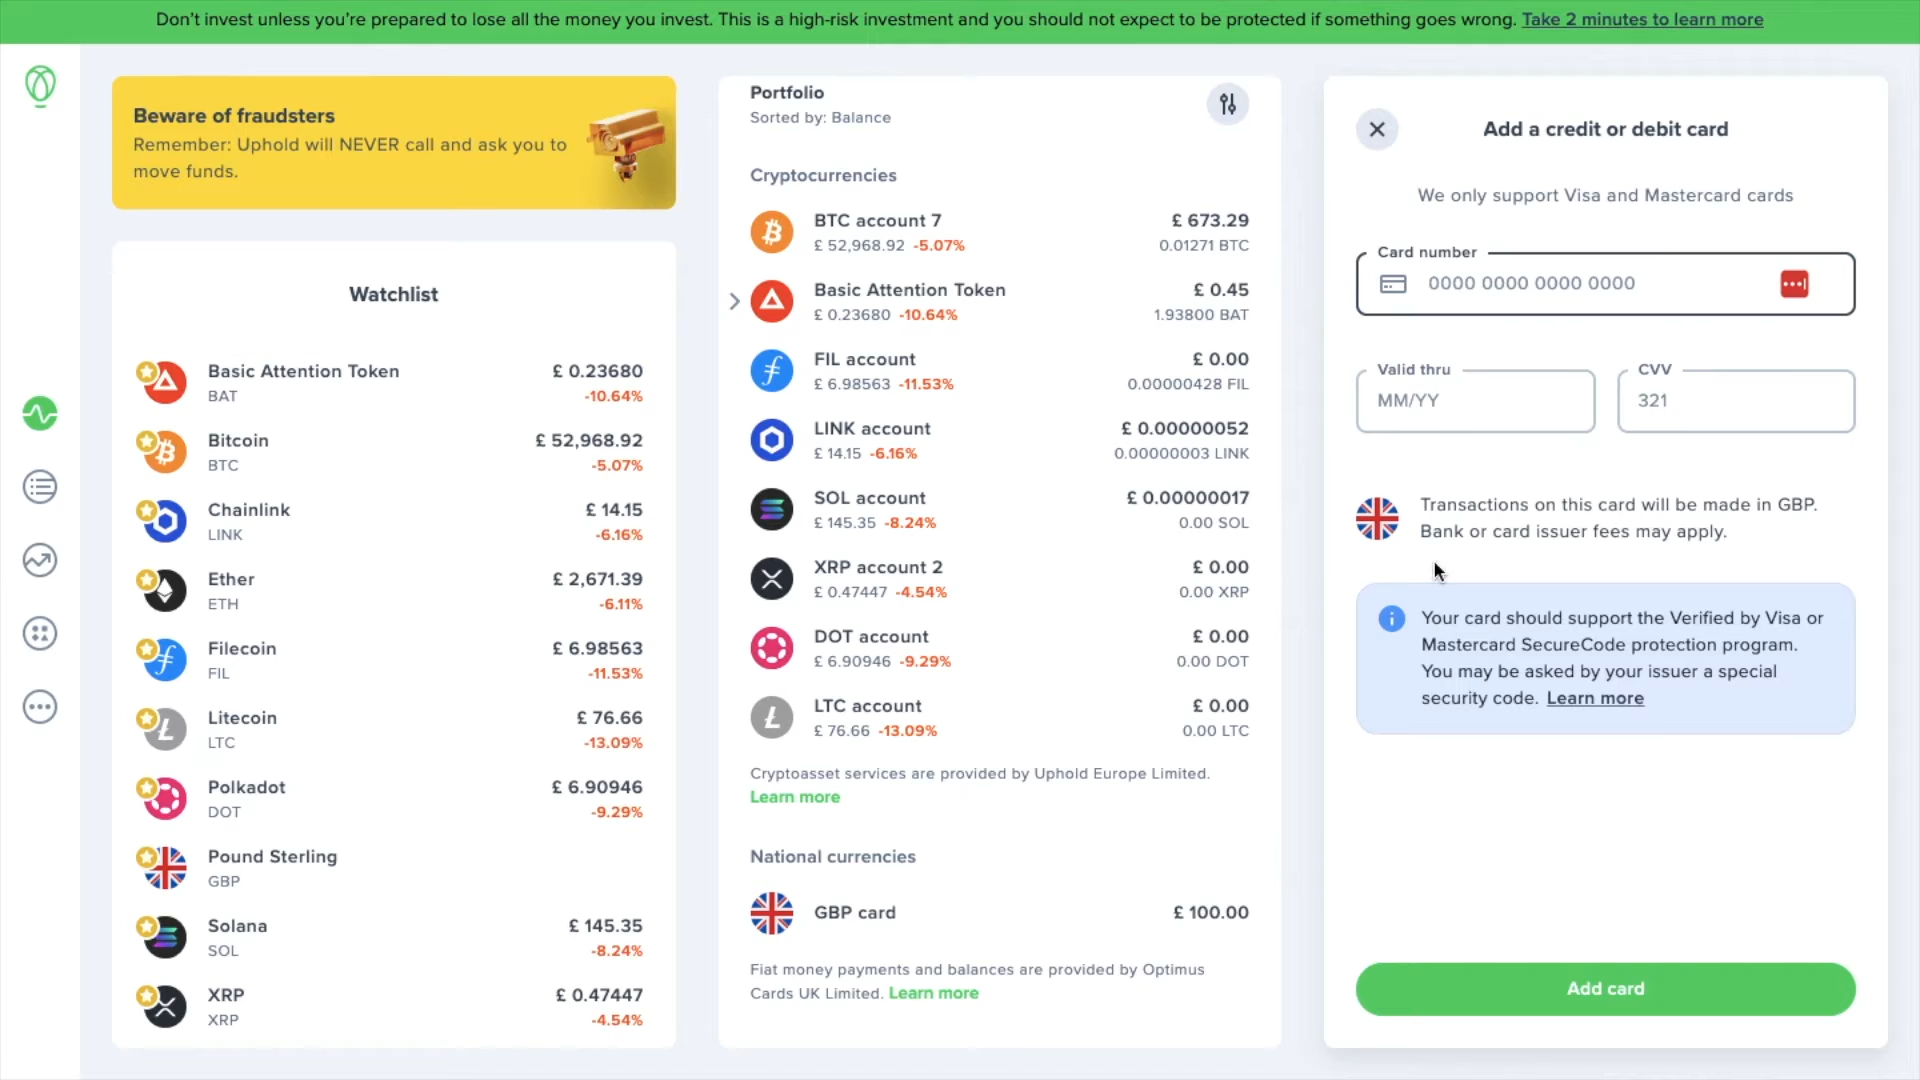 Don't invest unless you're prepared to lose all the money you invest. This is a high-risk investment and you should not expect to be protected if something goes wrong. Take 2 minutes to learn more
Beware of fraudsters
Remember: Uphold will NEVER call and ask you to
move funds.
Watchlist
Basic Attention Token £ 0.23680
BAT -10.64%
Bitcoin £ 52,968.92
BTC -5.07%
Chainlink £ 14.15
LINK -6.16%
Ether £ 2,671.39
ETH -6.11%
Filecoin £ 6.98563
FIL -11.53%
Litecoin £ 76.66
LTC -13.09%
Polkadot £ 6.90946
DOT -9.29%
Pound Sterling
GBP
Solana £ 145.35
SOL -8.24%
XRP £ 0.47447
XRP -4.54%
Portfolio
Sorted by: Balance
Cryptocurrencies
BTC account 7 £ 673.29
£ 52,968.92 -5.07% 0.01271 BTC
Basic Attention Token £ 0.45
£ 0.23680 -10.64% 1.93800 BAT
FIL account £ 0.00
£ 6.98563 -11.53% 0.00000428 FIL
LINK account £ 0.00000052
£ 14.15 -6.16% 0.00000003 LINK
SOL account £ 0.00000017
£ 145.35 -8.24% 0.00 SOL
XRP account 2 £ 0.00
£ 0.47447 -4.54% 0.00 XRP
DOT account £ 0.00
£ 6.90946 -9.29% 0.00 DOT
LTC account £ 0.00
£ 76.66 -13.09% 0.00 LTC
Cryptoasset services are provided by Uphold Europe Limited.
Learn more
National currencies
GBP card £ 100.00
Fiat money payments and balances are provided by Optimus
Cards UK Limited. Learn more
Add a credit or debit card
We only support Visa and Mastercard cards
Card number
0000 0000 0000 0000
Valid thru CVV
MM/YY 321
Transactions on this card will be made in GBP.
Bank or card issuer fees may apply.
Your card should support the Verified by Visa or
Mastercard SecureCode protection program.
You may be asked by your issuer a special
security code. Learn more
Add card